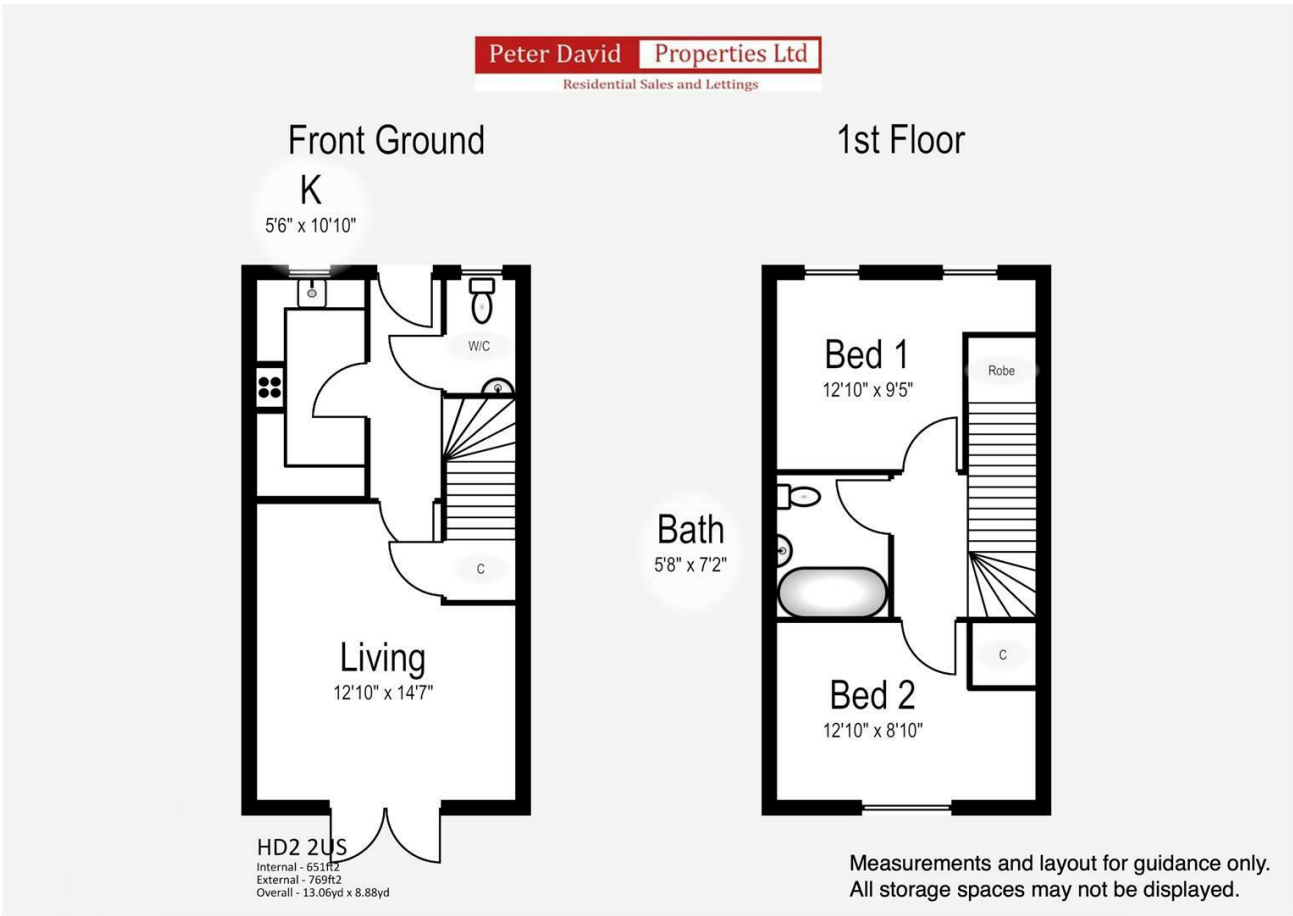 Peter David Properties Ltd
Residential Sales and Lettings
Front Ground
1st Floor
K
5'6" x 10'10"
W/C
C
Living
12'10" x 14'7"
Bed 1
12'10" x 9'5"
Robe
Bath
5'8" x 7'2"
C
Bed 2
12'10" x 8'10"
HD2 2US
Internal - 651ft2
External - 769ft2
Overall - 13.06yd x 8.88yd
Measurements and layout for guidance only.
All storage spaces may not be displayed.